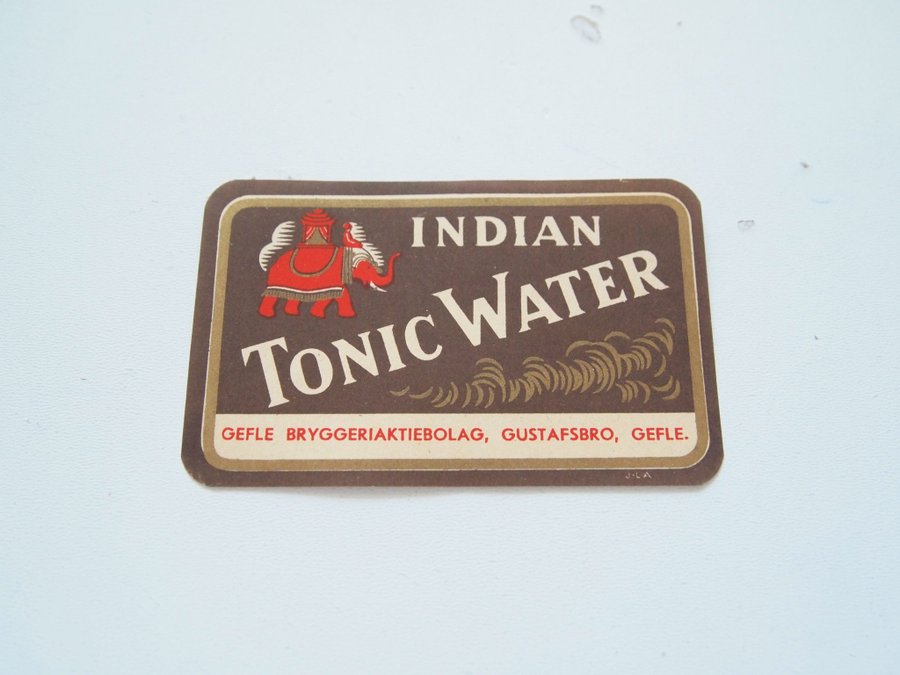 INDIAN
TONIC WATER
GEFLE BRYGGERIAKTIEBOLAG, GUSTAFSBRO, GEFLE.
J-L-A